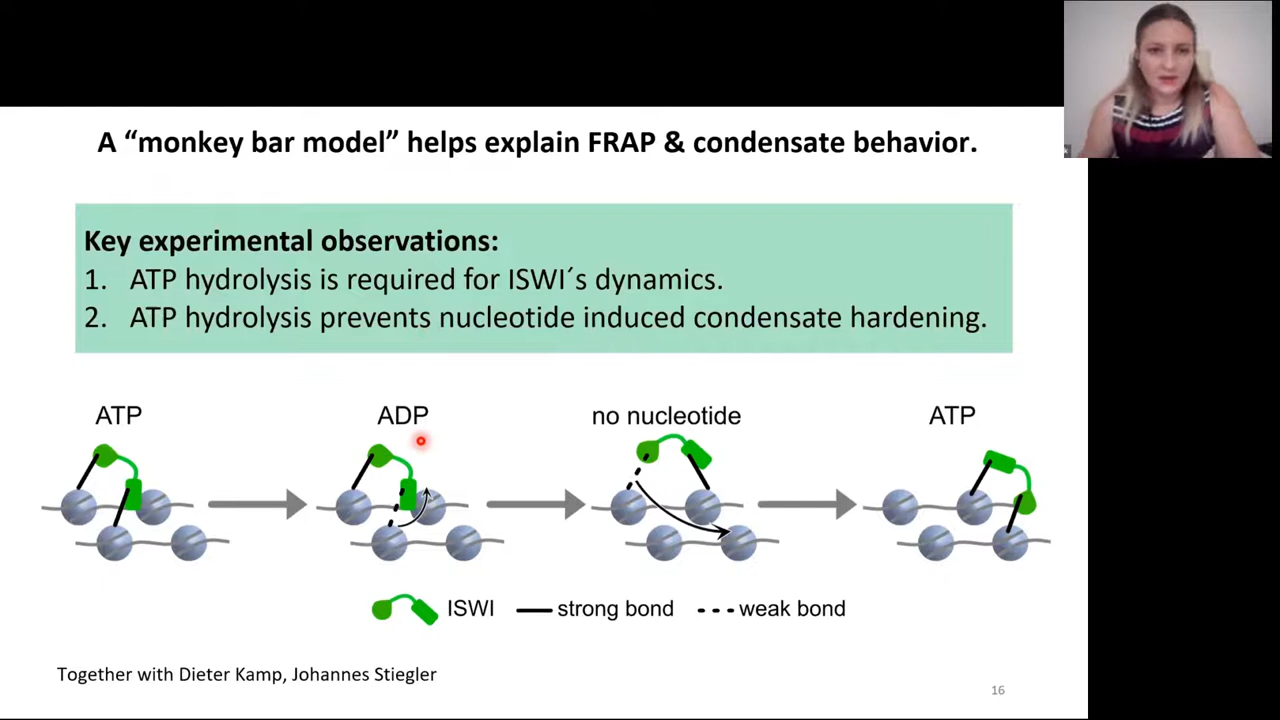 A “monkey bar model” helps explain FRAP & condensate behavior.
Key experimental observations:
1. ATP hydrolysis is required for ISWI´s dynamics.
2. ATP hydrolysis prevents nucleotide induced condensate hardening.
ATP
ADP
no nucleotide
ATP
ISWI
strong bond
weak bond
Together with Dieter Kamp, Johannes Stiegler
16